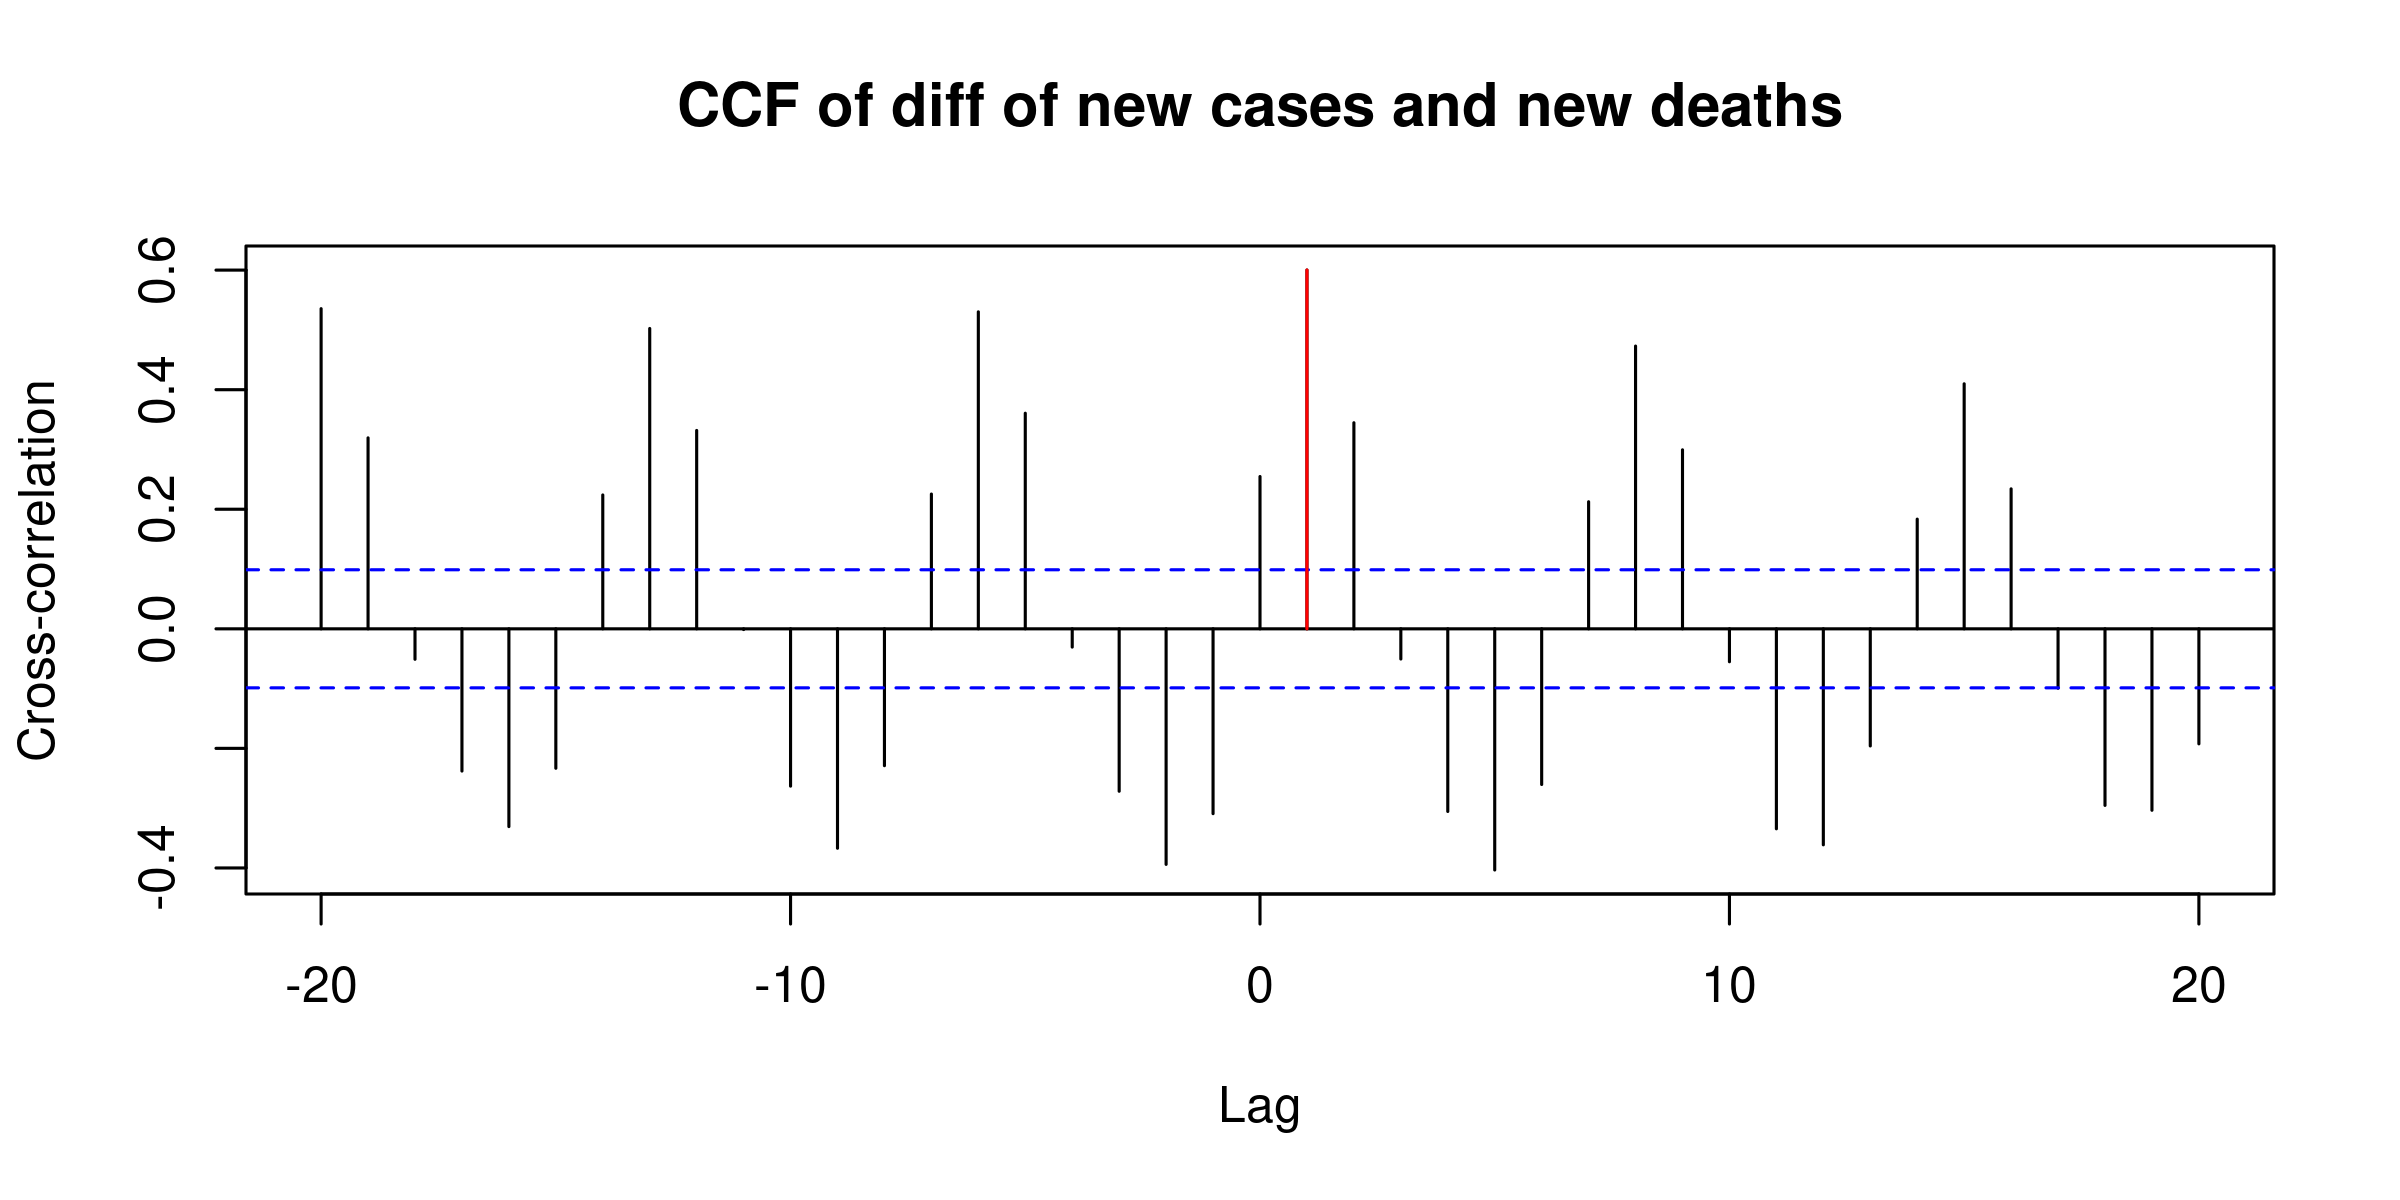 CCF of diff of new cases and new deaths
Cross-correlation
0.6
0.4
0.2
0.0
-0.4
-20 -10 0 10 20
Lag